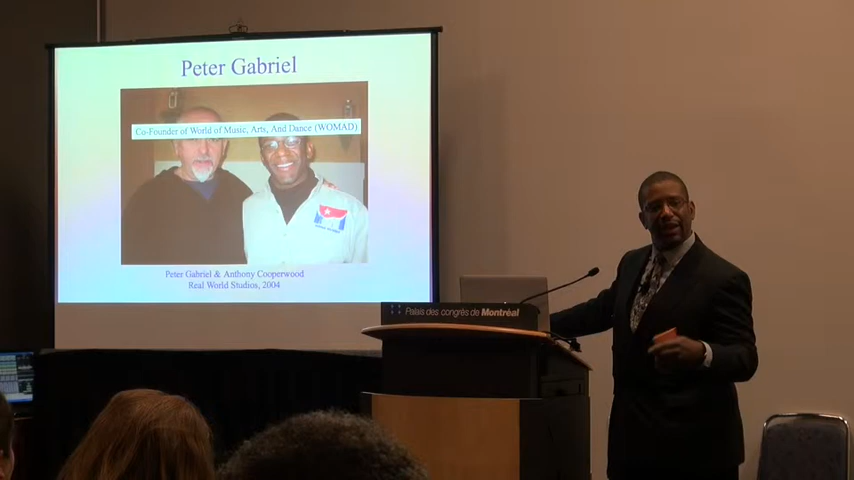 Peter Gabriel
Co-Founder of World of Music, Arts, And Dance (WOMAD)
Peter Gabriel & Anthony Cooperwood
Real World Studios, 2004
Palais des congrès de Montréal